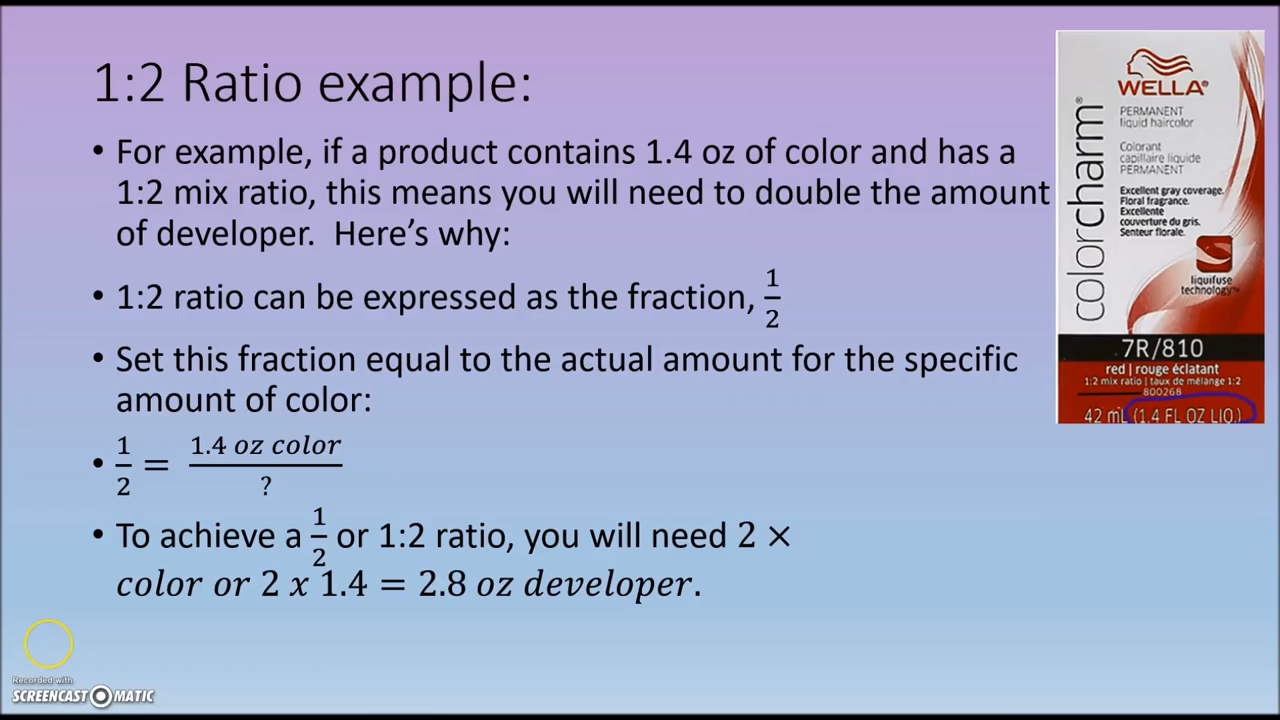 1:2 Ratio example:
• For example, if a product contains 1.4 oz of color and has a
1:2 mix ratio, this means you will need to double the amount
of developer. Here’s why:
• 1:2 ratio can be expressed as the fraction, 1/2
• Set this fraction equal to the actual amount for the specific
amount of color:
• 1/2 = 1.4 oz color/?
• To achieve a 1/2 or 1:2 ratio, you will need 2 ×
color or 2 x 1.4 = 2.8 oz developer.
WELLA®
PERMANENT
liquid haircolor
Colorant
capillaire liquide
PERMANENT
Excellent gray coverage.
Floral fragrance.
Excellente
couverture du gris.
Senteur florale.
colorcharm®
liquifuse
technology™
7R/810
red | rouge éclatant
1:2 mix ratio | taux de mélange 1:2
800268
42 mL (1.4 FL OZ LIQ.)
Recorded with
SCREENCAST-O-MATIC